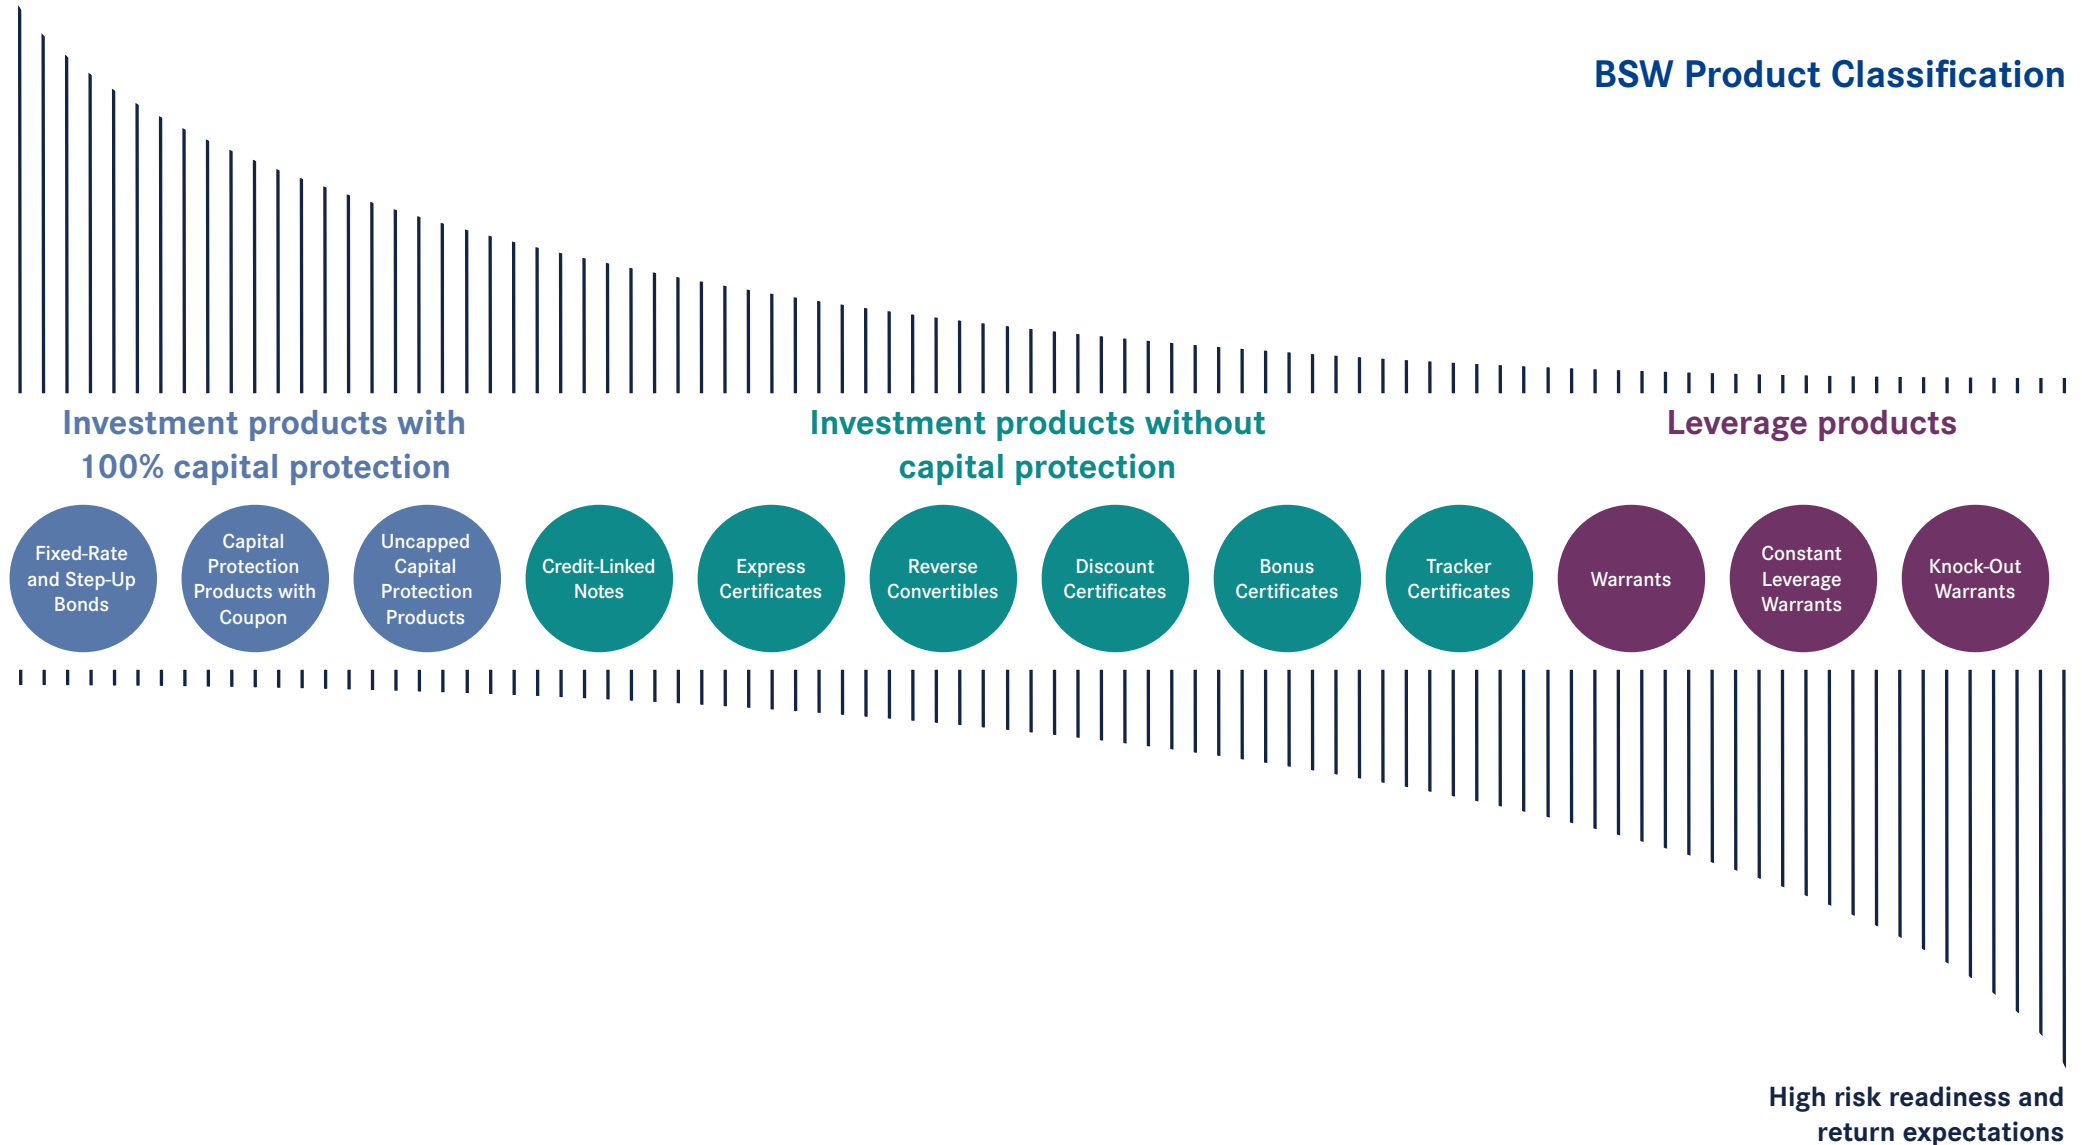 BSW Product Classification
Investment products with
100% capital protection
Investment products without
capital protection
Leverage products
Fixed-Rate
and Step-Up
Bonds
Capital
Protection
Products with
Coupon
Uncapped
Capital
Protection
Products
Credit-Linked
Notes
Express
Certificates
Reverse
Convertibles
Discount
Certificates
Bonus
Certificates
Tracker
Certificates
Warrants
Constant
Leverage
Warrants
Knock-Out
Warrants
High risk readiness and
return expectations